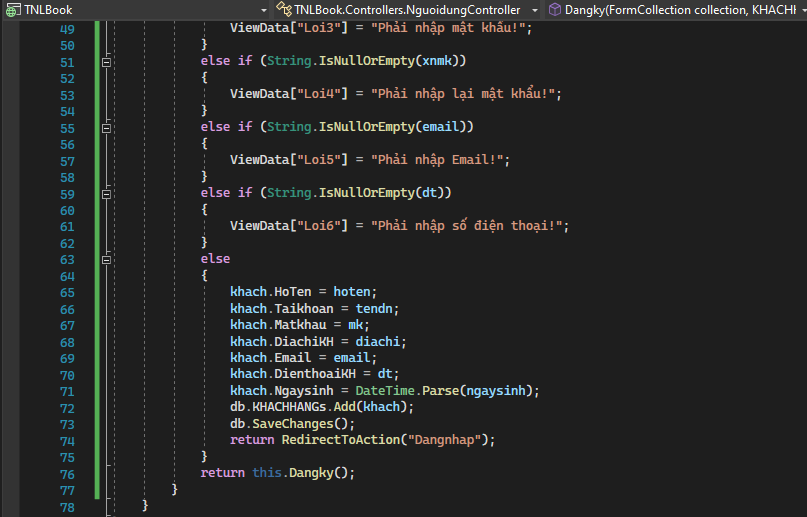 TNLBook TNLBook.Controllers.NguoidungController Dangky(FormCollection collection, KHACHH
49 ViewData["Loi3"] = "Phải nhập mật khẩu!";
50 }
51 else if (String.IsNullOrEmpty(xnmk))
52 {
53 ViewData["Loi4"] = "Phải nhập lại mật khẩu!";
54 }
55 else if (String.IsNullOrEmpty(email))
56 {
57 ViewData["Loi5"] = "Phải nhập Email!";
58 }
59 else if (String.IsNullOrEmpty(dt))
60 {
61 ViewData["Loi6"] = "Phải nhập số điện thoại!";
62 }
63 else
64 {
65 khach.HoTen = hoten;
66 khach.Taikhoan = tendn;
67 khach.Matkhau = mk;
68 khach.DiachiKH = diachi;
69 khach.Email = email;
70 khach.DienthoaiKH = dt;
71 khach.Ngaysinh = DateTime.Parse(ngaysinh);
72 db.KHACHHANGs.Add(khach);
73 db.SaveChanges();
74 return RedirectToAction("Dangnhap");
75 }
76 return this.Dangky();
77 }
78 }